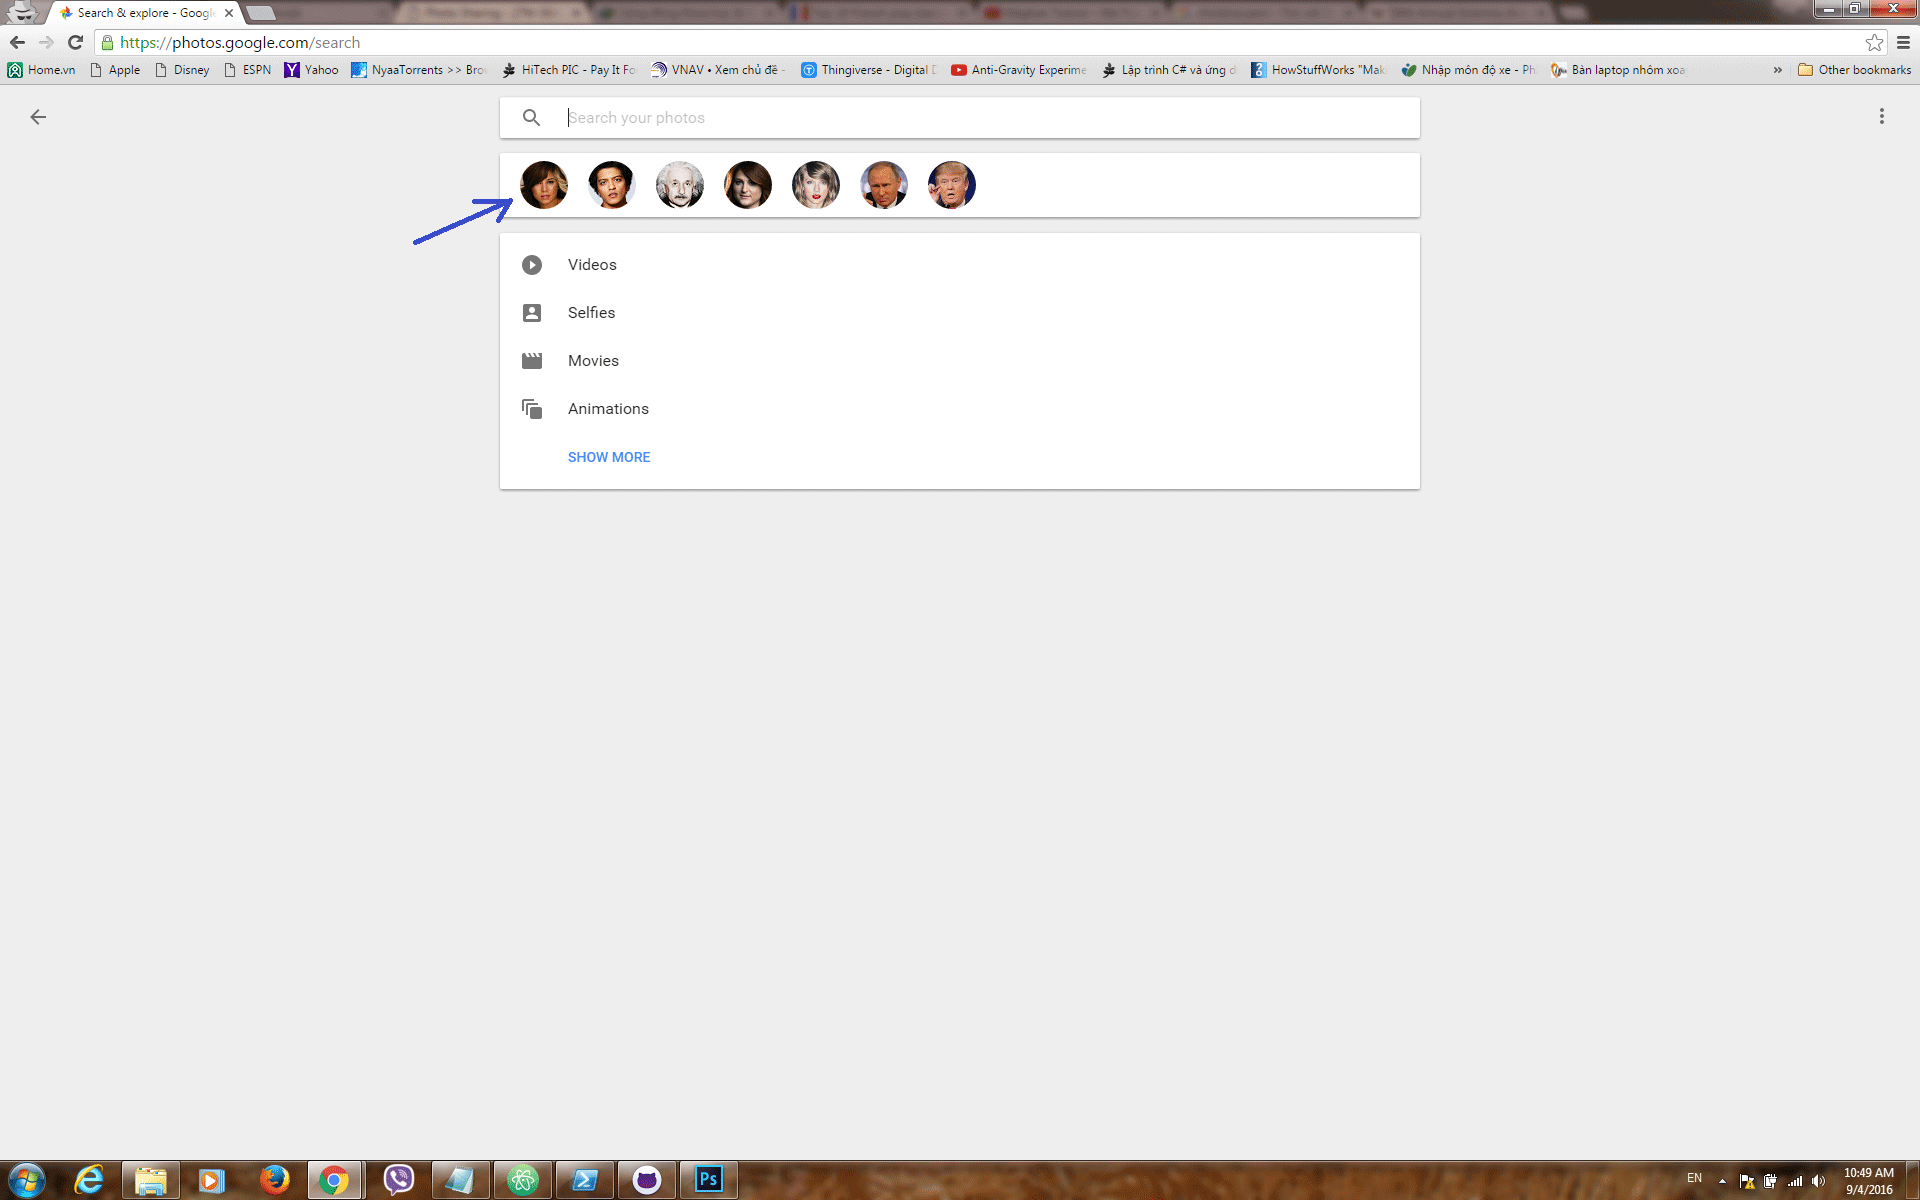 Search & explore - Googl
https://photos.google.com/search
Home.vn Apple Disney ESPN Yahoo NyaaTorrents >> Bro HiTech PIC - Pay It Fo VNAV • Xem chủ đề - Thingiverse - Digital D Anti-Gravity Experime Lập trình C# và ứng d HowStuffWorks "Mak Nhập môn độ xe - Ph Bàn laptop nhôm xoa » Other bookmarks
Search your photos
Videos
Selfies
Movies
Animations
SHOW MORE
Ps
EN
10:49 AM
9/4/2016